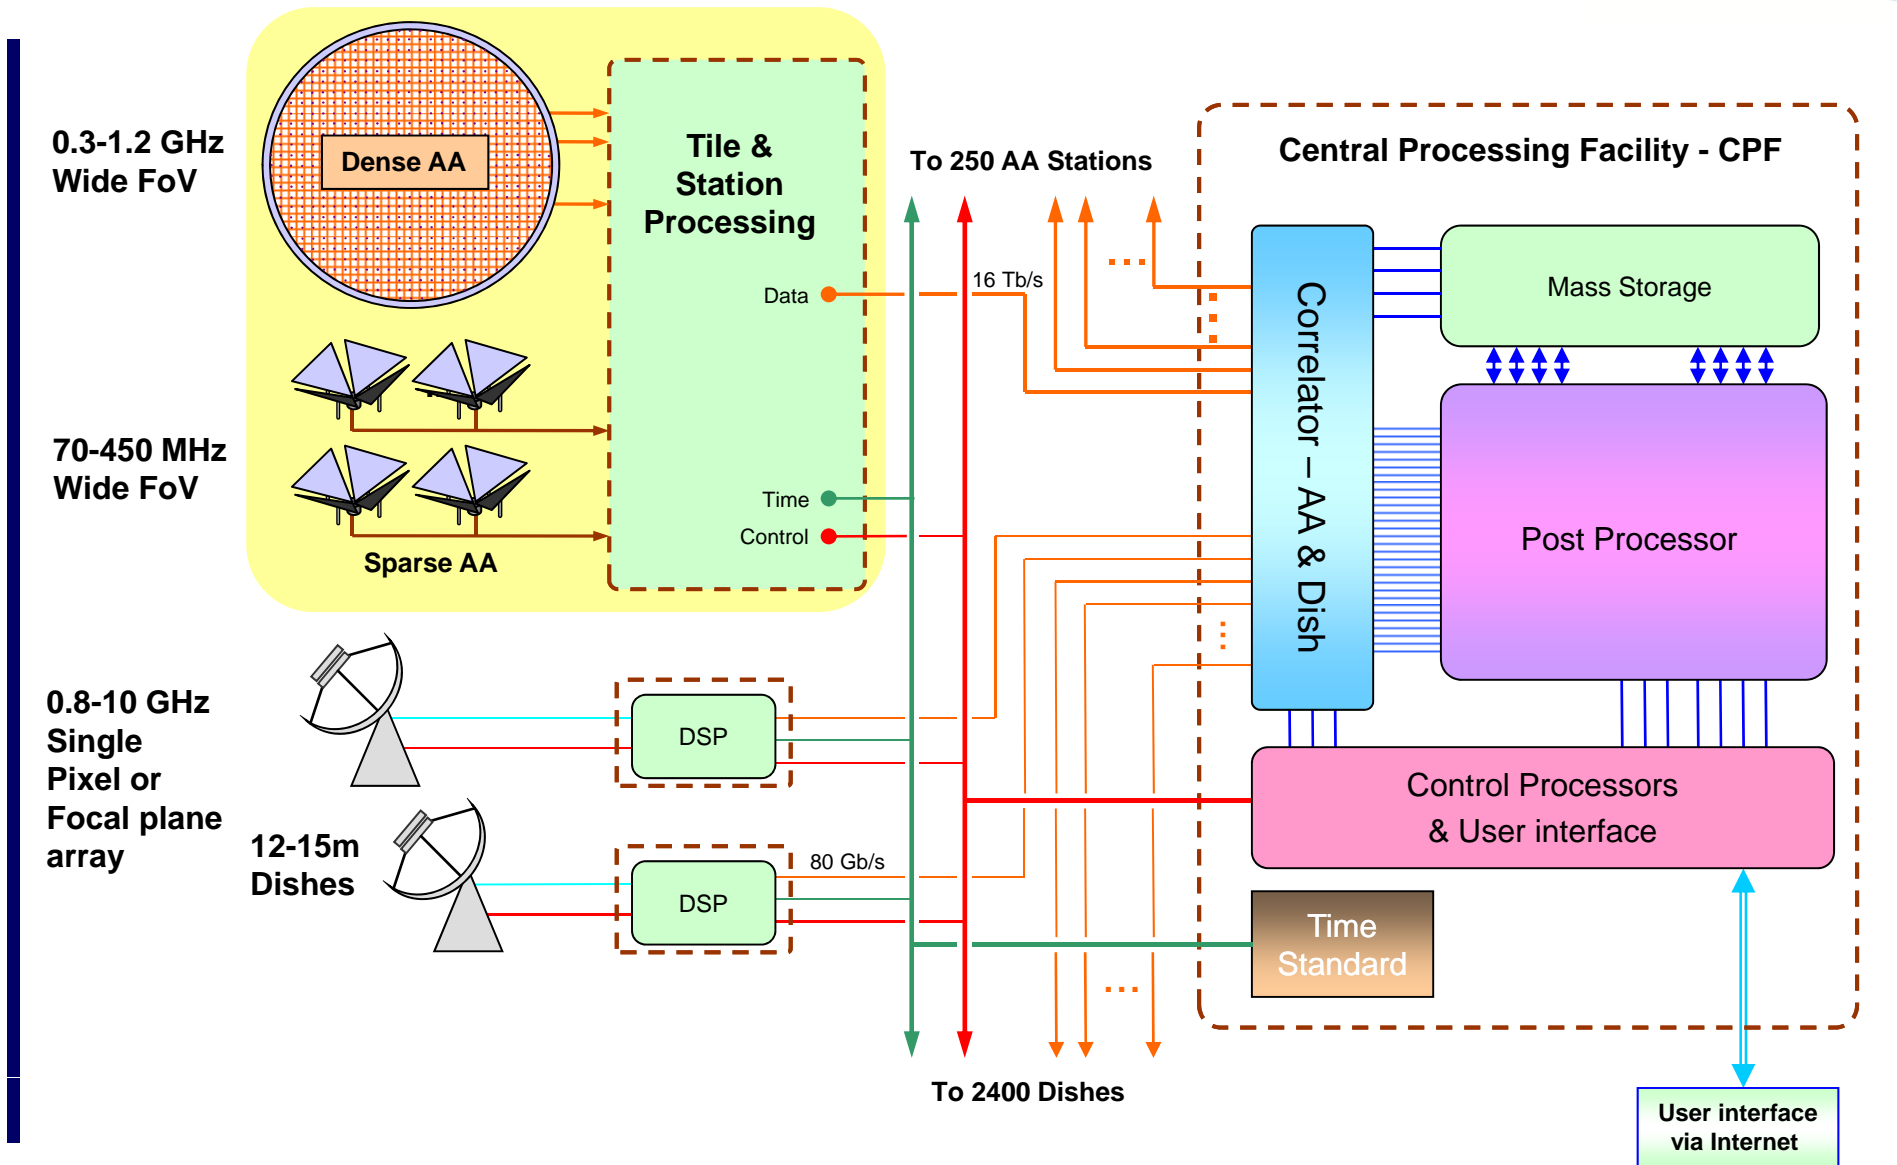 0.3-1.2 GHz
Wide FoV
Dense AA
Tile &
Station
Processing
Data
Time
Control
70-450 MHz
Wide FoV
Sparse AA
To 250 AA Stations
16 Tb/s
Central Processing Facility - CPF
Correlator – AA & Dish
Mass Storage
Post Processor
0.8-10 GHz
Single
Pixel or
Focal plane
array
12-15m
Dishes
DSP
DSP
80 Gb/s
Control Processors
& User interface
Time
Standard
To 2400 Dishes
User interface
via Internet